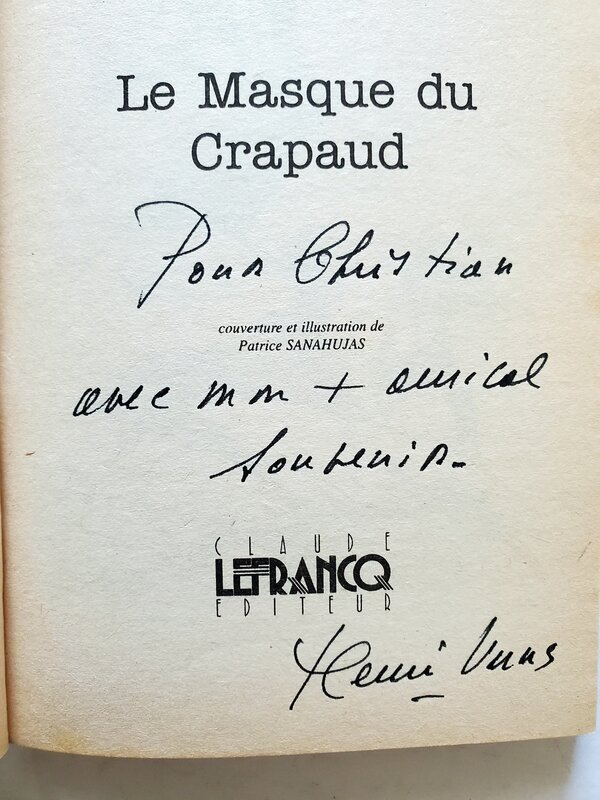 Le Masque du
Crapaud
Pour Christian
couverture et illustration de
Patrice SANAHUJAS
avec mon + amical
souvenir.
CLAUDE
LEFRANCQ
EDITEUR
Henri Vernes